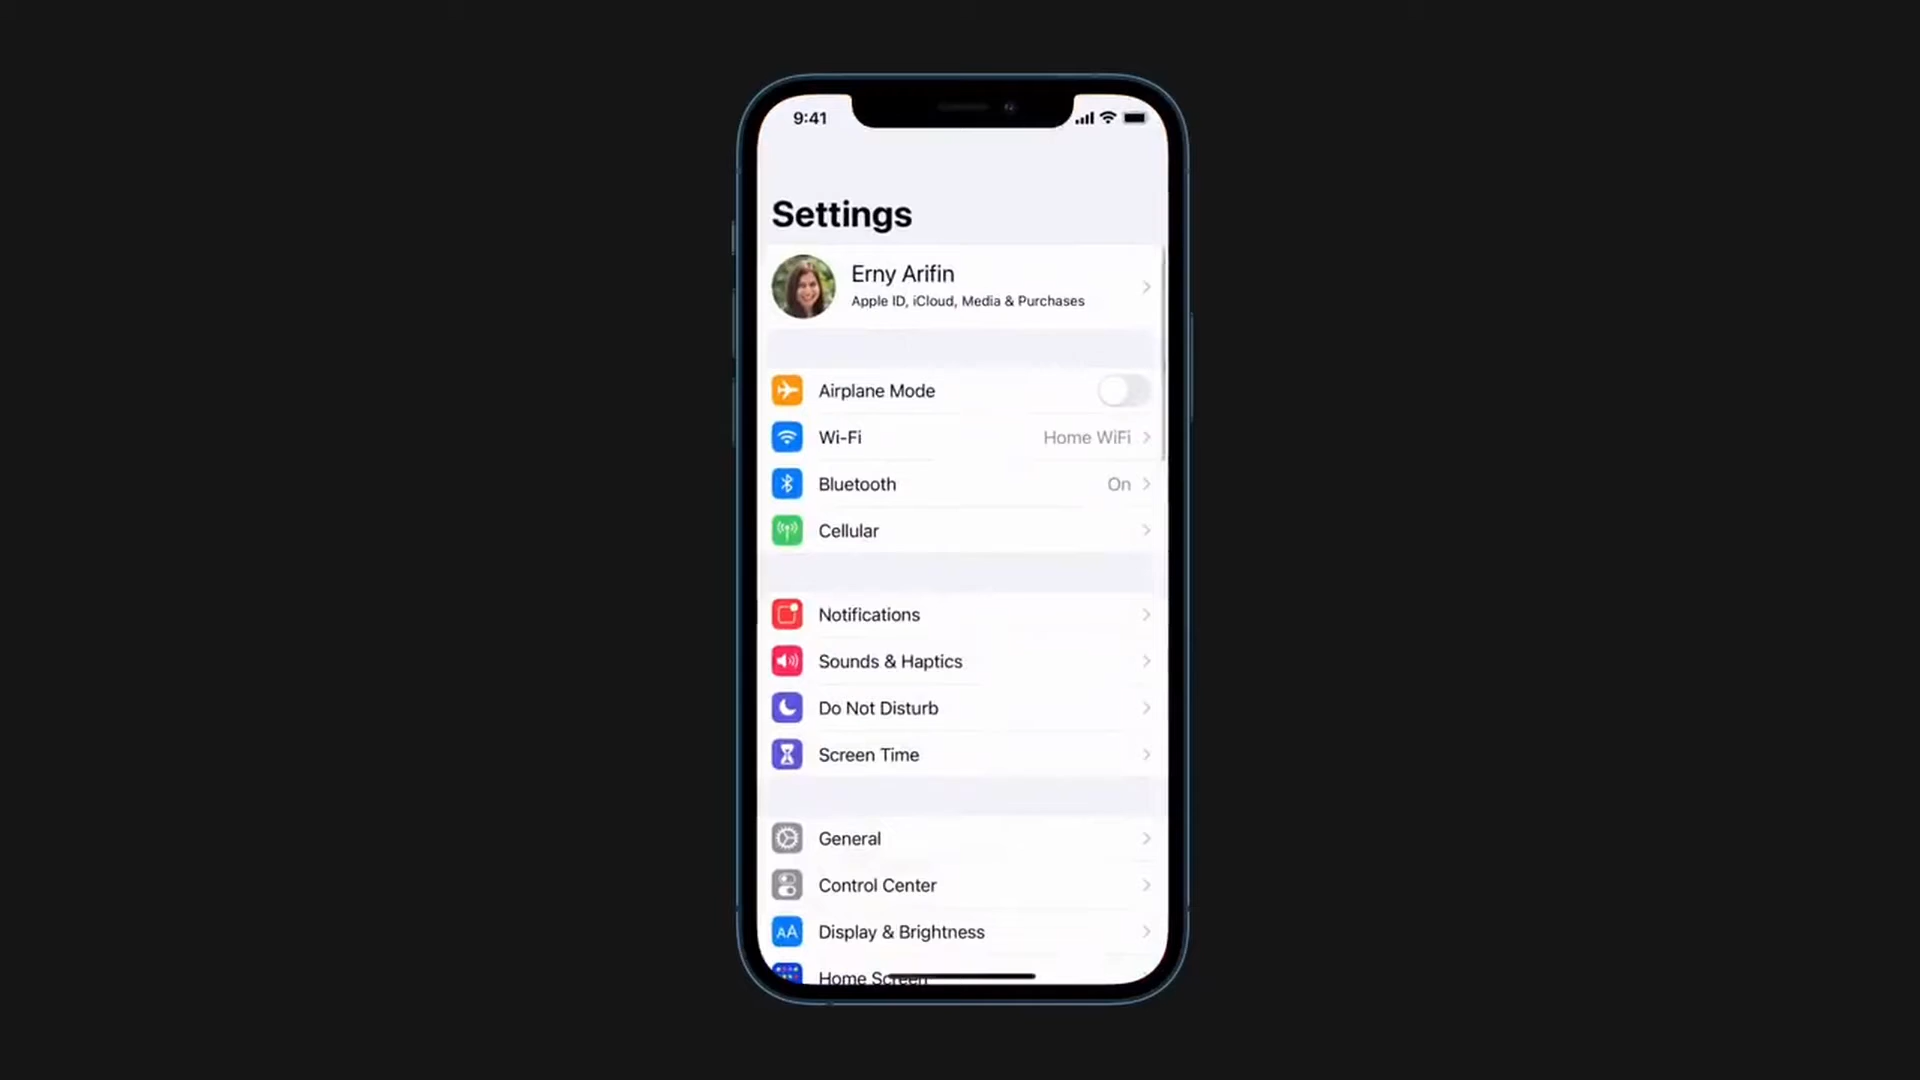 9:41
Settings
Erny Arifin
Apple ID, iCloud, Media & Purchases
Airplane Mode
Wi-Fi Home WiFi
Bluetooth On
Cellular
Notifications
Sounds & Haptics
Do Not Disturb
Screen Time
General
Control Center
AA Display & Brightness
Home Screen